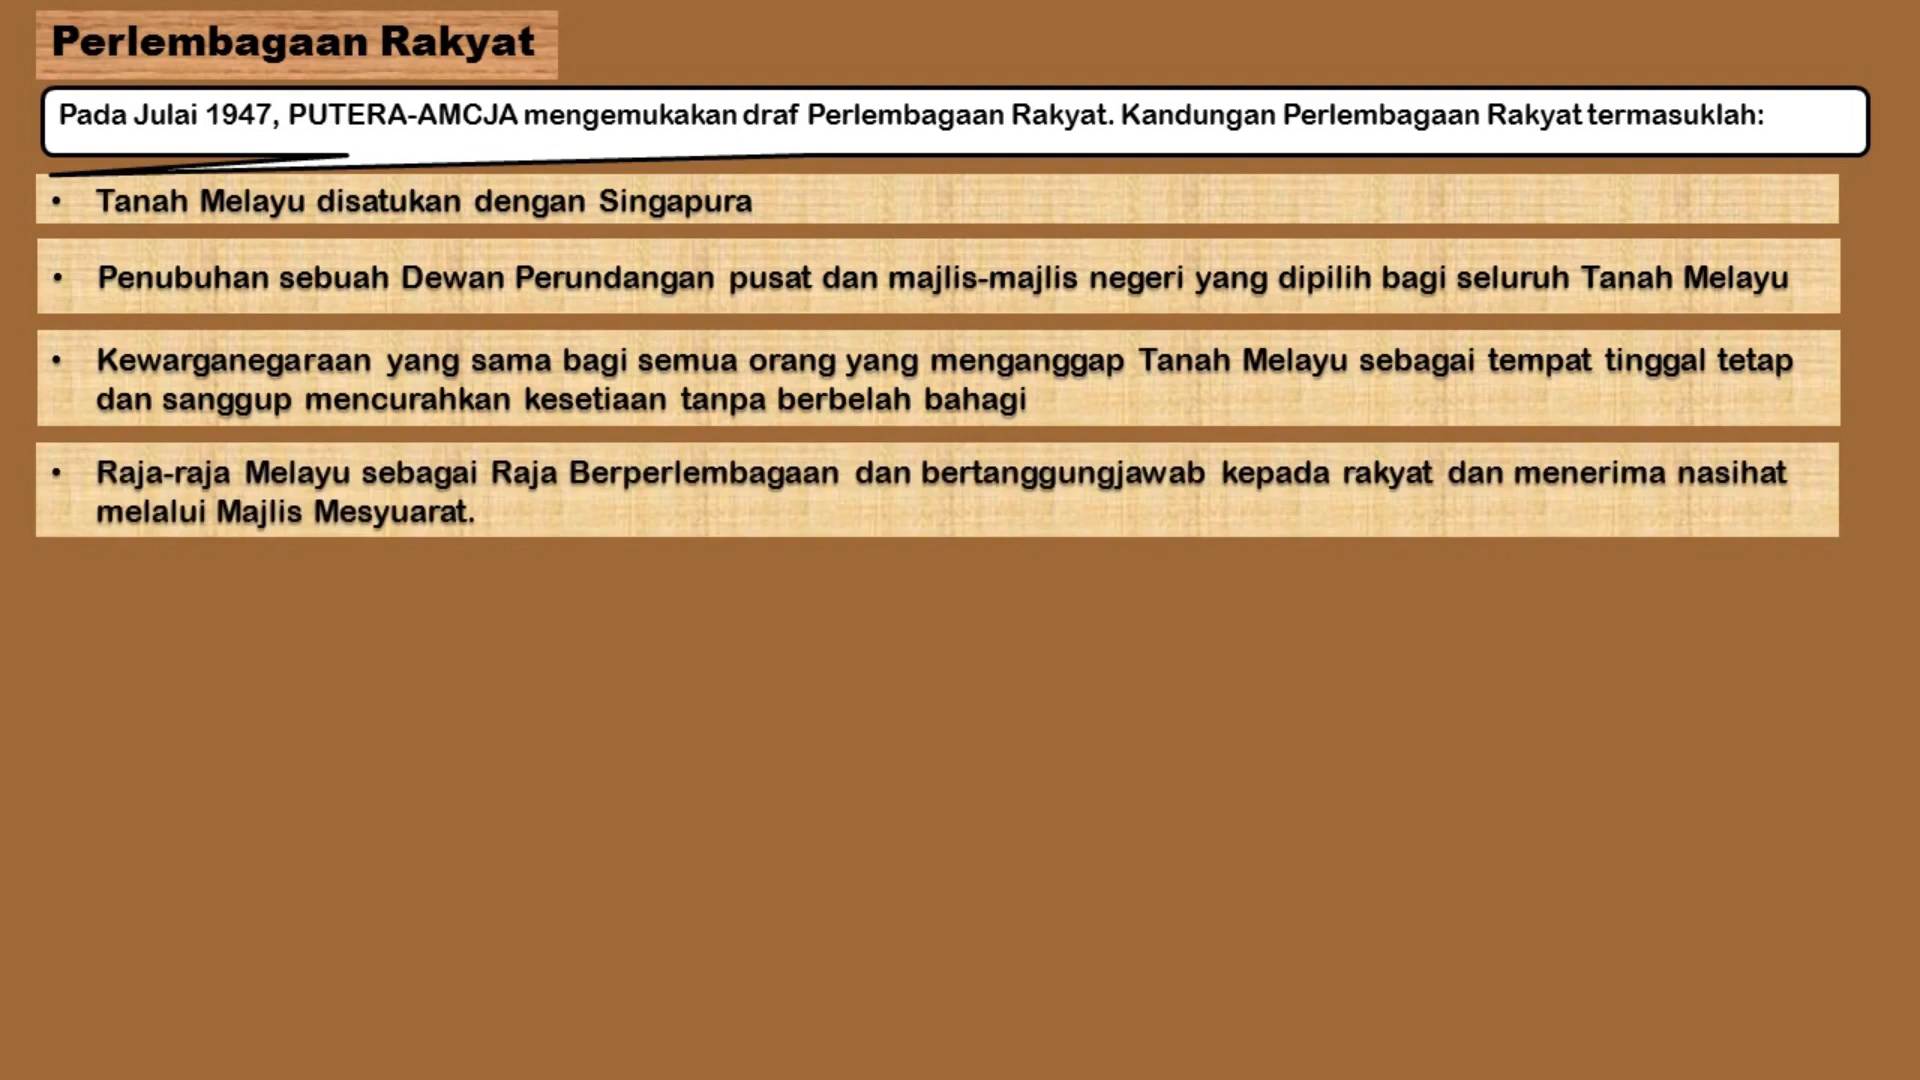 Perlembagaan Rakyat
Pada Julai 1947, PUTERA-AMCJA mengemukakan draf Perlembagaan Rakyat. Kandungan Perlembagaan Rakyat termasuklah:
• Tanah Melayu disatukan dengan Singapura
• Penubuhan sebuah Dewan Perundangan pusat dan majlis-majlis negeri yang dipilih bagi seluruh Tanah Melayu
• Kewarganegaraan yang sama bagi semua orang yang menganggap Tanah Melayu sebagai tempat tinggal tetap
dan sanggup mencurahkan kesetiaan tanpa berbelah bahagi
• Raja-raja Melayu sebagai Raja Berperlembagaan dan bertanggungjawab kepada rakyat dan menerima nasihat
melalui Majlis Mesyuarat.